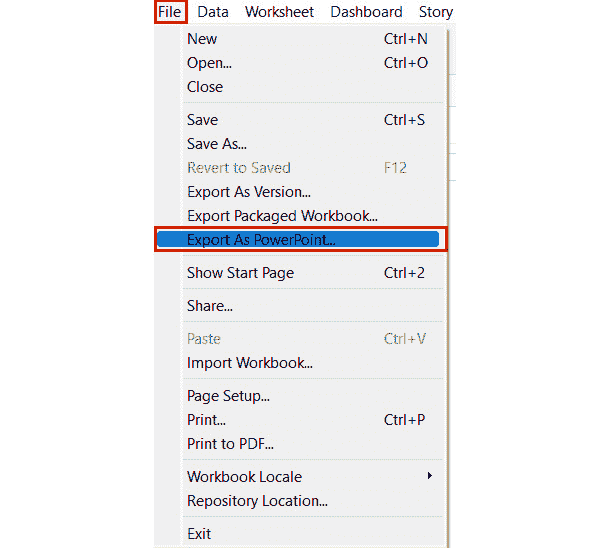 File Data Worksheet Dashboard Story
New Ctrl+N
Open... Ctrl+O
Close
Save Ctrl+S
Save As...
Revert to Saved F12
Export As Version...
Export Packaged Workbook...
Export As PowerPoint...
Show Start Page Ctrl+2
Share...
Paste Ctrl+V
Import Workbook...
Page Setup...
Print... Ctrl+P
Print to PDF...
Workbook Locale
Repository Location...
Exit